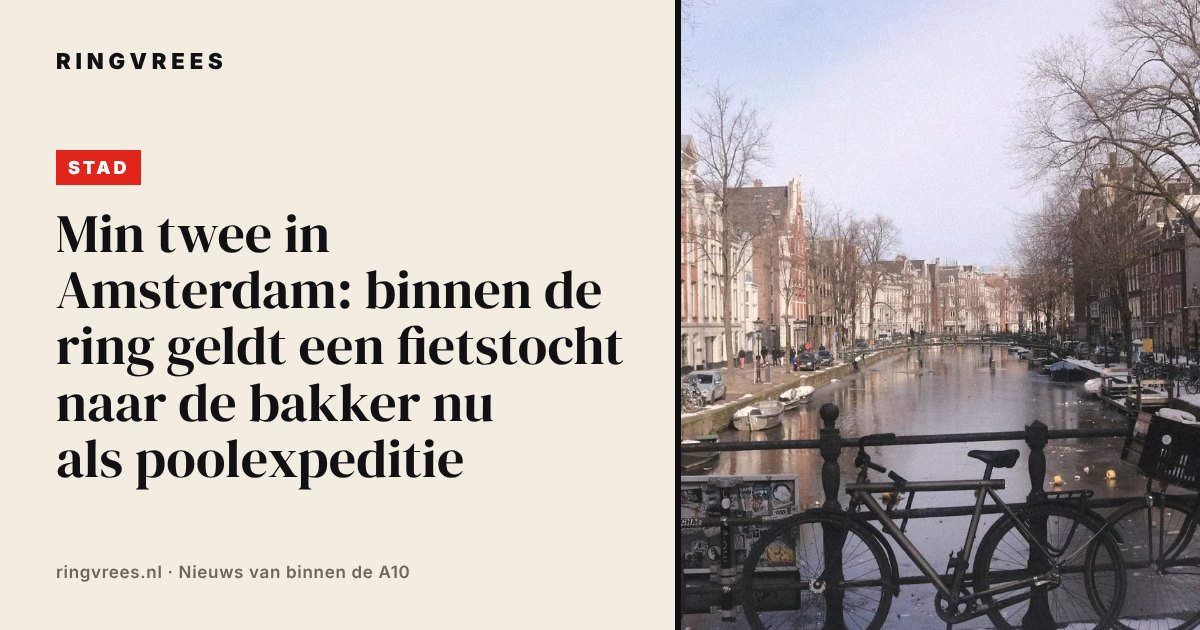 RINGVREES
STAD
Min twee in
Amsterdam: binnen de
ring geldt een fietstocht
naar de bakker nu
als poolexpeditie
ringvrees.nl · Nieuws van binnen de A10